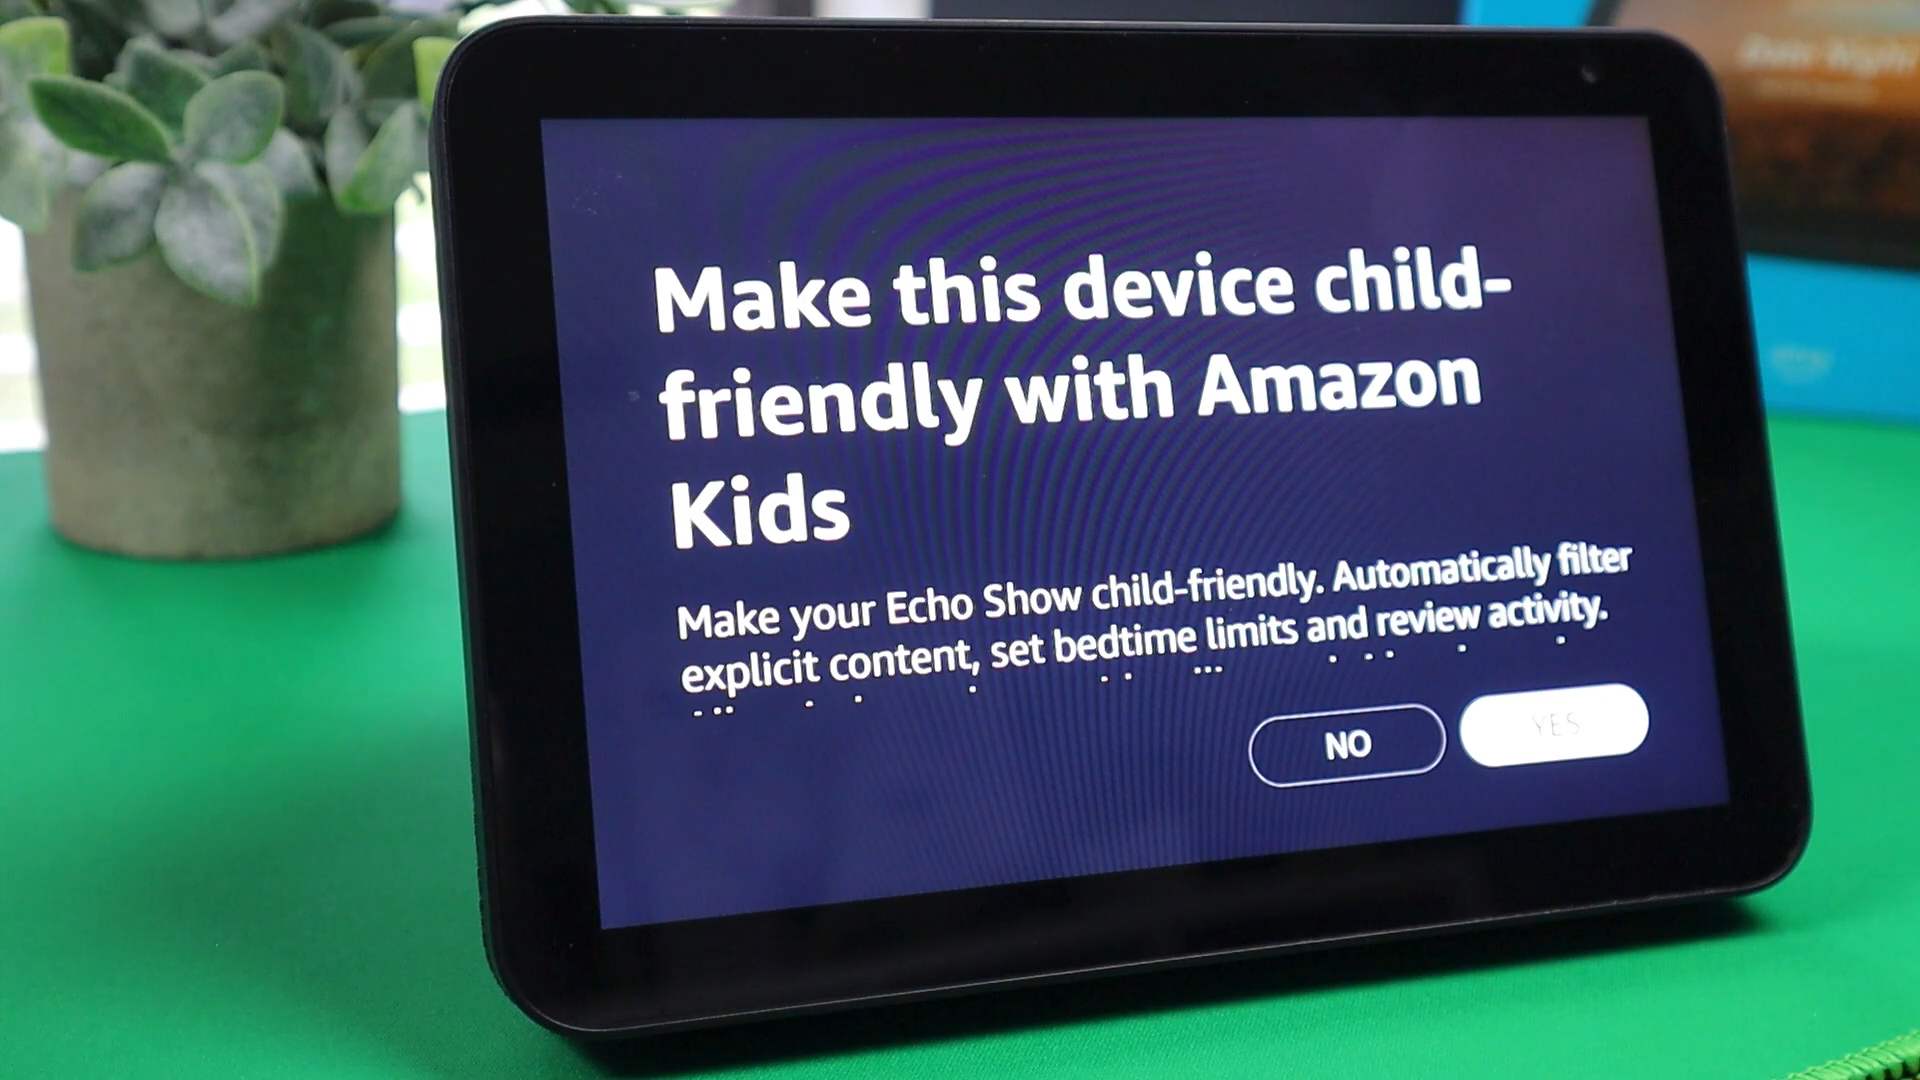 Make this device child-
friendly with Amazon
Kids
Make your Echo Show child-friendly. Automatically filter
explicit content, set bedtime limits and review activity.
NO
YES